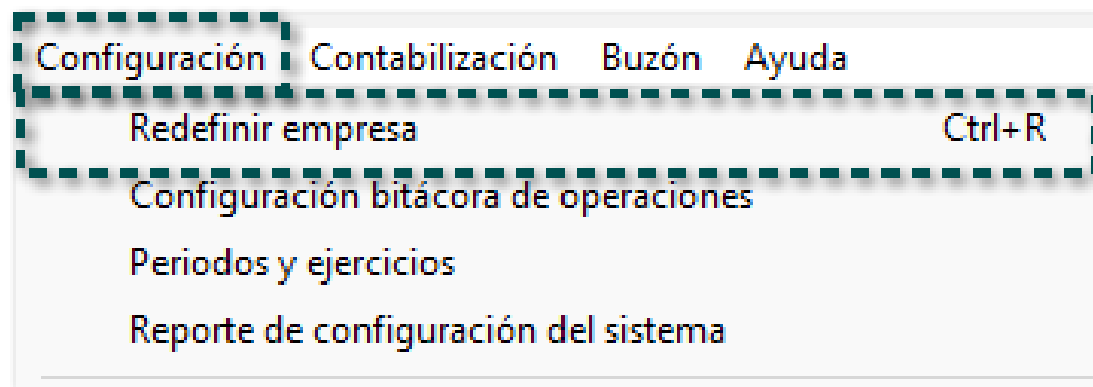 Configuración Contabilización Buzón Ayuda
Redefinir empresa Ctrl+R
Configuración bitácora de operaciones
Periodos y ejercicios
Reporte de configuración del sistema